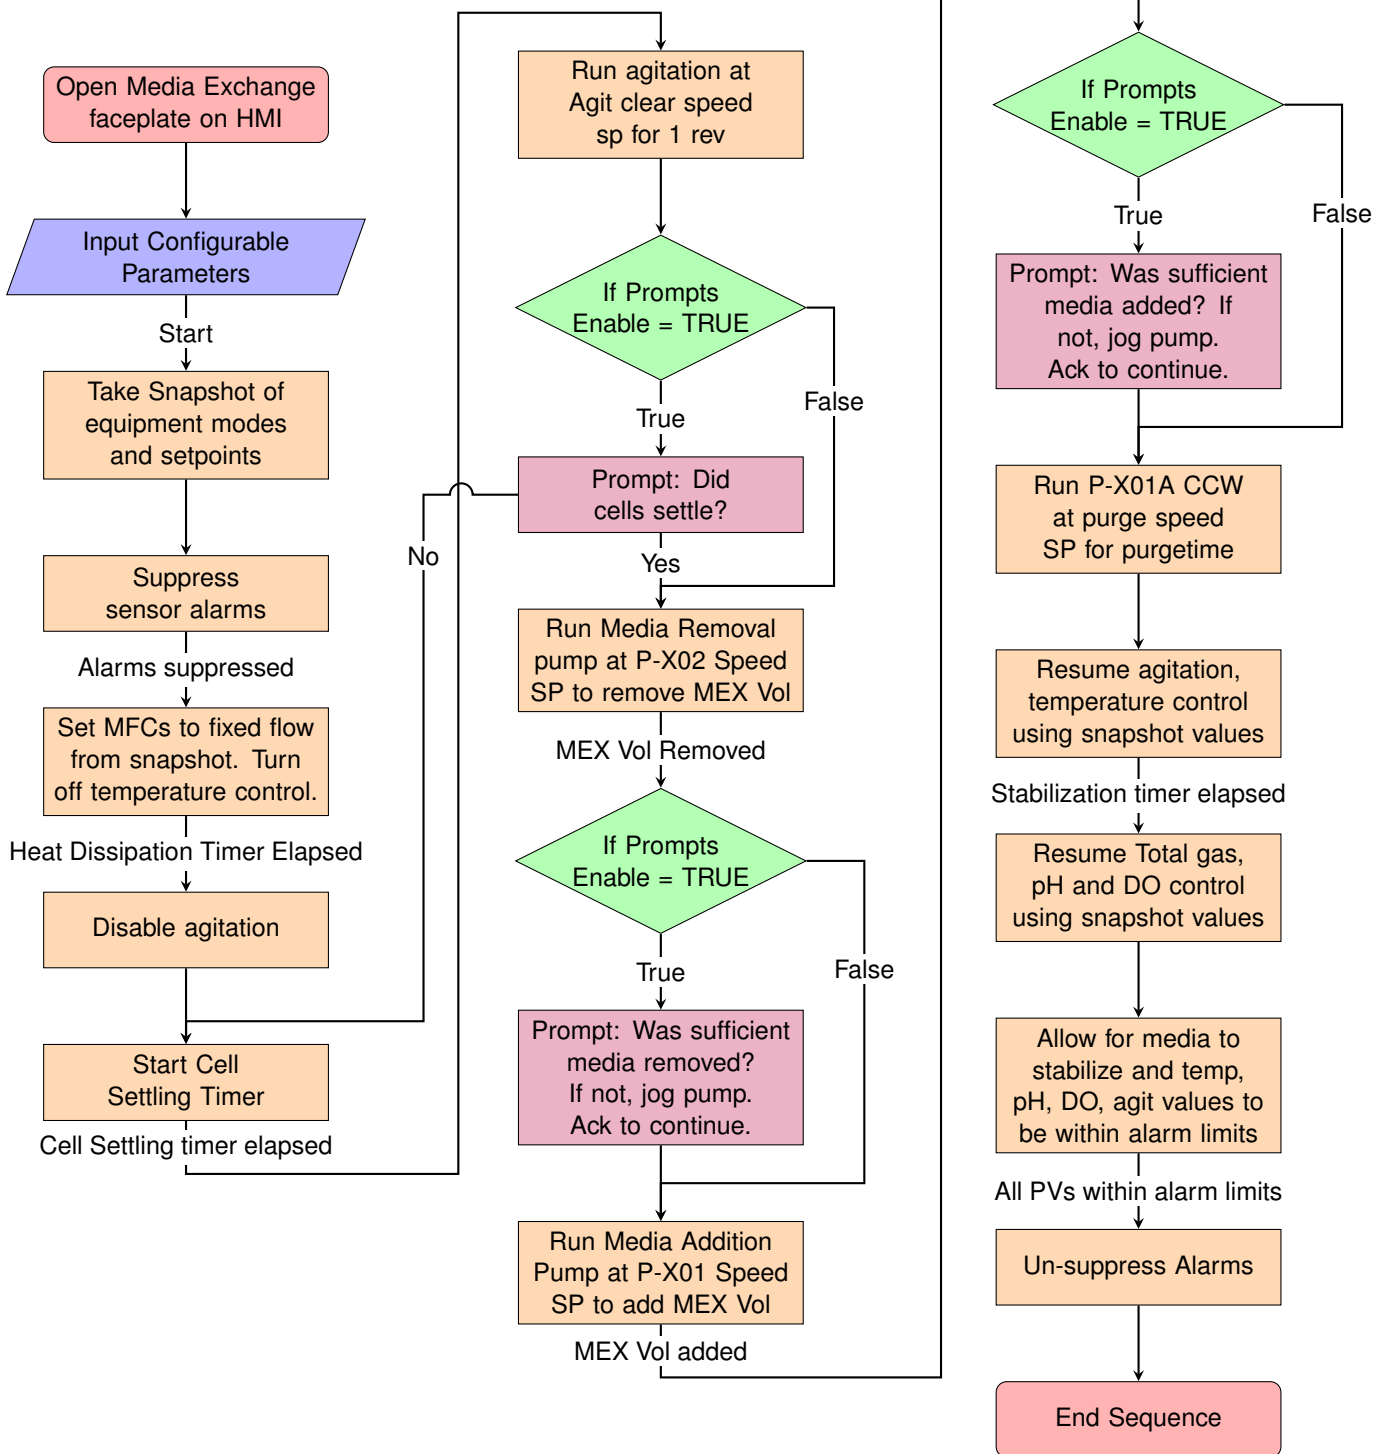 Open Media Exchange
faceplate on HMI
Input Configurable
Parameters
Start
Take Snapshot of
equipment modes
and setpoints
Suppress
sensor alarms
Alarms suppressed
Set MFCs to fixed flow
from snapshot. Turn
off temperature control.
Heat Dissipation Timer Elapsed
Disable agitation
Start Cell
Settling Timer
Cell Settling timer elapsed
No
Run agitation at
Agit clear speed
sp for 1 rev
If Prompts
Enable = TRUE
True
False
Prompt: Did
cells settle?
Yes
Run Media Removal
pump at P-X02 Speed
SP to remove MEX Vol
MEX Vol Removed
If Prompts
Enable = TRUE
True
False
Prompt: Was sufficient
media removed?
If not, jog pump.
Ack to continue.
Run Media Addition
Pump at P-X01 Speed
SP to add MEX Vol
MEX Vol added
If Prompts
Enable = TRUE
True
False
Prompt: Was sufficient
media added? If
not, jog pump.
Ack to continue.
Run P-X01A CCW
at purge speed
SP for purgetime
Resume agitation,
temperature control
using snapshot values
Stabilization timer elapsed
Resume Total gas,
pH and DO control
using snapshot values
Allow for media to
stabilize and temp,
pH, DO, agit values to
be within alarm limits
All PVs within alarm limits
Un-suppress Alarms
End Sequence